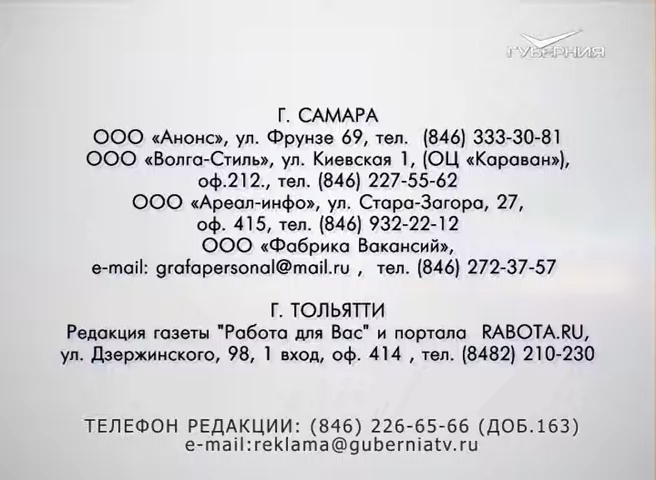 ГУБЕРНИЯ
Г. САМАРА
ООО «Анонс», ул. Фрунзе 69, тел.  (846) 333-30-81
ООО «Волга-Стиль», ул. Киевская 1, (ОЦ «Караван»),
оф.212., тел. (846) 227-55-62
ООО «Ареал-инфо», ул. Стара-Загора, 27,
оф. 415, тел. (846) 932-22-12
ООО «Фабрика Вакансий»,
e-mail: grafapersonal@mail.ru ,  тел. (846) 272-37-57
Г. ТОЛЬЯТТИ
Редакция газеты "Работа для Вас" и портала  RABOTA.RU,
ул. Дзержинского, 98, 1 вход, оф. 414 , тел. (8482) 210-230
ТЕЛЕФОН РЕДАКЦИИ: (846) 226-65-66 (ДОБ.163)
e-mail:reklama@guberniatv.ru